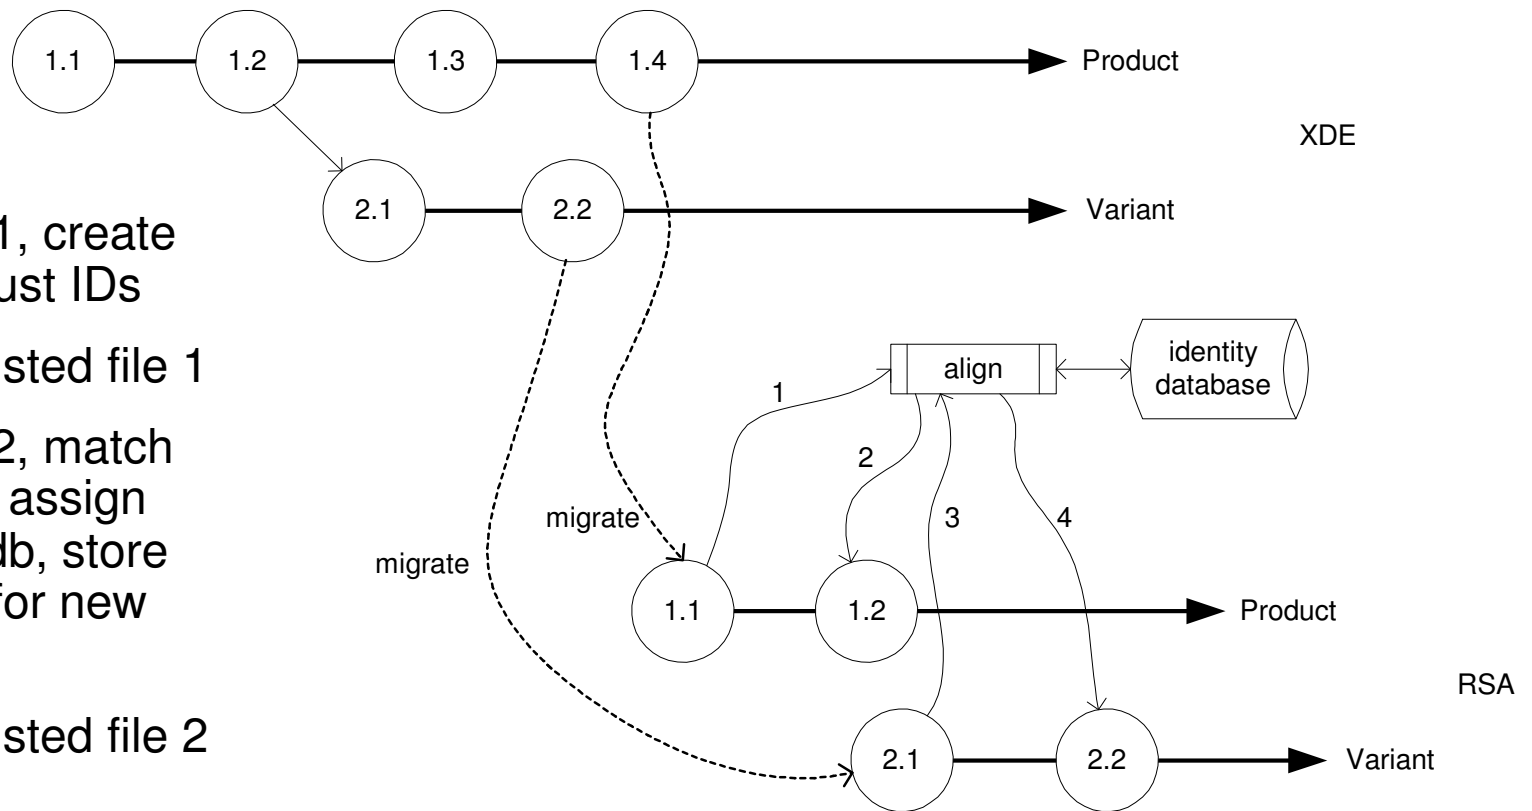 1.1
1.2
1.3
1.4
Product
XDE
2.1
2.2
Variant
1, create
ust IDs
sted file 1
2, match
assign
db, store
for new
sted file 2
align
identity
database
1
2
3
4
migrate
migrate
1.1
1.2
Product
RSA
2.1
2.2
Variant